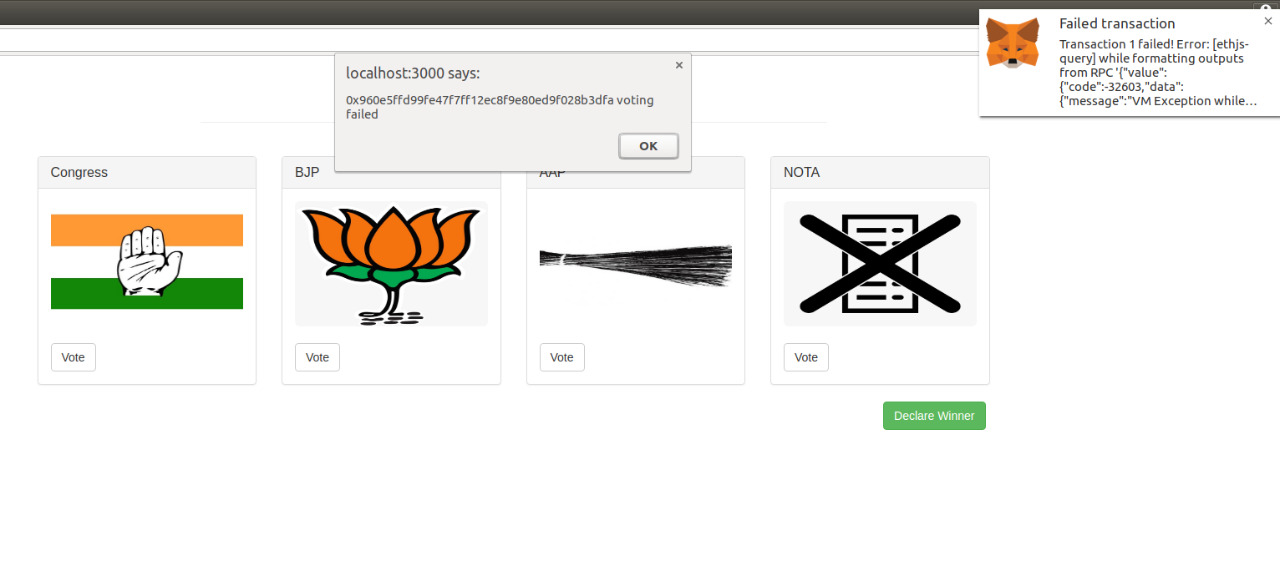 Failed transaction
Transaction 1 failed! Error: [ethjs-
query] while formatting outputs
from RPC '{"value":
{"code":-32603,"data":
{"message":"VM Exception while...
localhost:3000 says:
0x960e5ffd99fe47f7ff12ec8f9e80ed9f028b3dfa voting
failed
OK
Congress
BJP
AAP
NOTA
Vote
Vote
Vote
Vote
Declare Winner